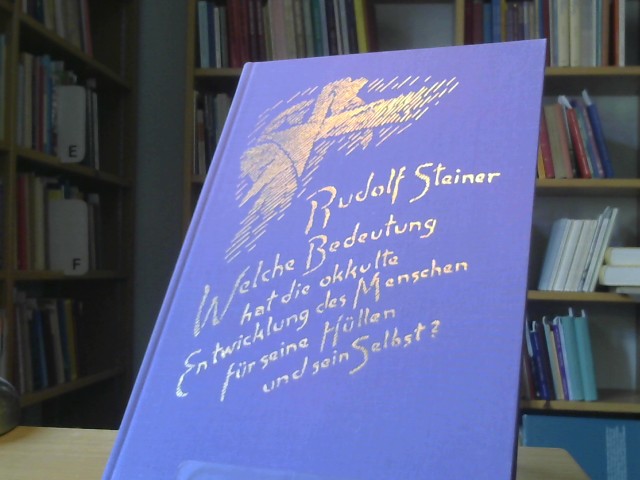 Rudolf Steiner
Welche Bedeutung
hat die okkulte
Entwicklung des Menschen
für seine Hüllen
und sein Selbst?
E
F